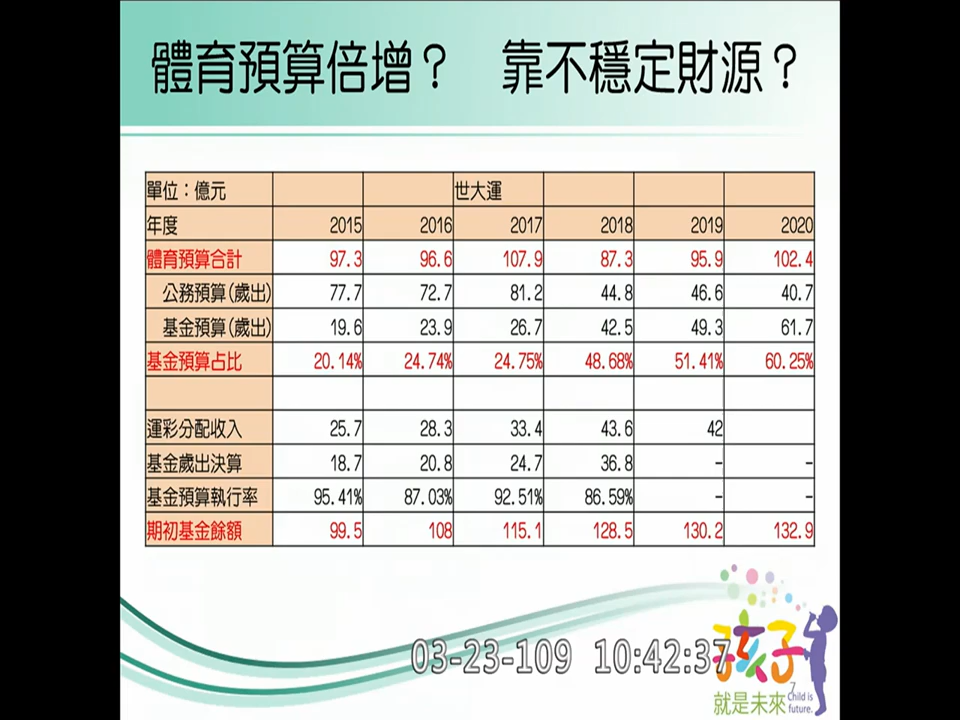 體育預算倍增？　靠不穩定財源？
單位：億元 世大運
年度 2015 2016 2017 2018 2019 2020
體育預算合計 97.3 96.6 107.9 87.3 95.9 102.4
公務預算(歲出) 77.7 72.7 81.2 44.8 46.6 40.7
基金預算(歲出) 19.6 23.9 26.7 42.5 49.3 61.7
基金預算占比 20.14% 24.74% 24.75% 48.68% 51.41% 60.25%
運彩分配收入 25.7 28.3 33.4 43.6 42
基金歲出決算 18.7 20.8 24.7 36.8 - -
基金預算執行率 95.41% 87.03% 92.51% 86.59% - -
期初基金餘額 99.5 108 115.1 128.5 130.2 132.9
孩子
03-23-109 10:42:37
7
就是未來 Child is
future.